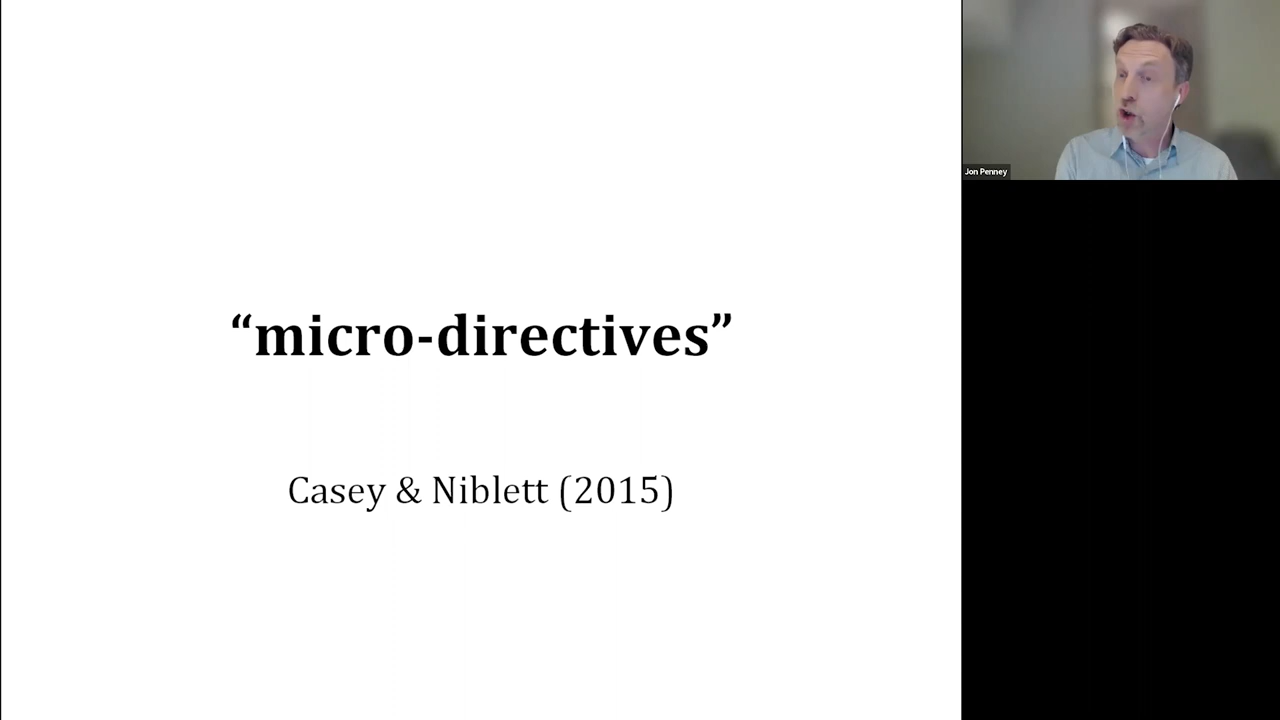 “micro-directives”
Casey & Niblett (2015)
Jon Penney